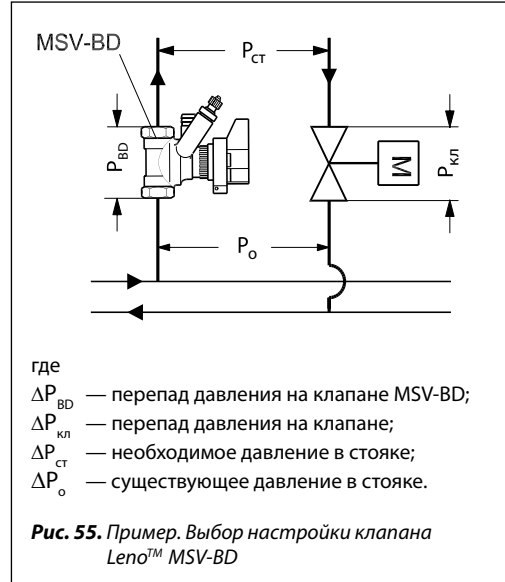 MSV-BD
Pст
PBD
Pкл
M
Po
где
ΔPBD — перепад давления на клапане MSV-BD;
ΔPкл — перепад давления на клапане;
ΔPст — необходимое давление в стояке;
ΔPo — существующее давление в стояке.
Рис. 55. Пример. Выбор настройки клапана
Leno™ MSV-BD